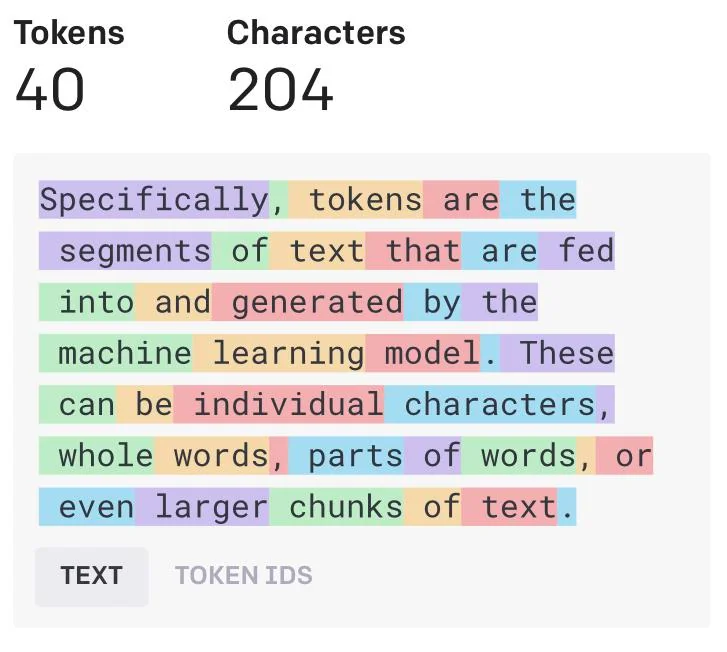 Tokens Characters
40 204
Specifically, tokens are the
segments of text that are fed
into and generated by the
machine learning model. These
can be individual characters,
whole words, parts of words, or
even larger chunks of text.
TEXT TOKEN IDS